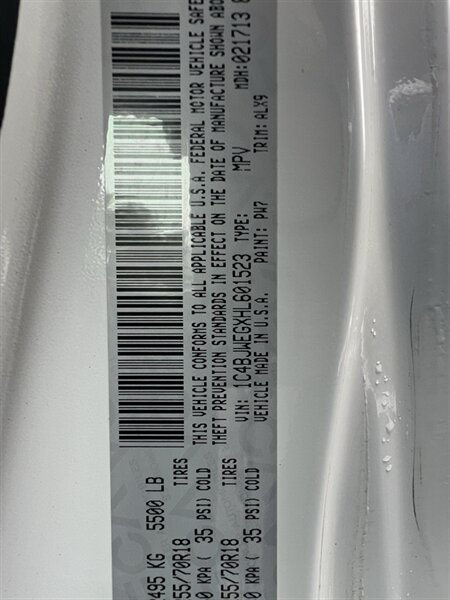 2495 KG 5500 LB
TIRES
55/70R18
0 KPA ( 35 PSI) COLD
TIRES
55/70R18
0 KPA ( 35 PSI) COLD
THIS VEHICLE CONFORMS TO ALL APPLICABLE U.S.A. FEDERAL MOTOR VEHICLE SAFE
THEFT PREVENTION STANDARDS IN EFFECT ON THE DATE OF MANUFACTURE SHOWN ABO
VIN: 1C4BJWEGXHL601523 TYPE: MPV MDH:021713 8
VEHICLE MADE IN U.S.A. PAINT: PW7 TRIM: ALX9